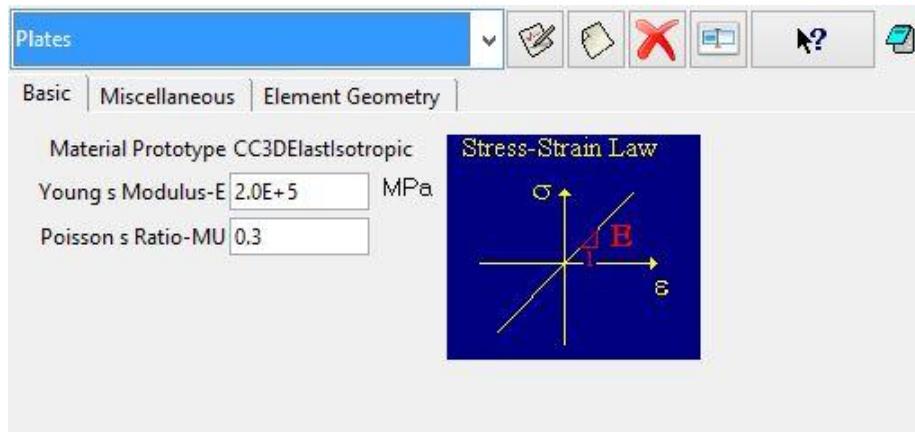 Plates
Basic Miscellaneous Element Geometry
Material Prototype CC3DElastIsotropic
Young s Modulus-E 2.0E+5 MPa
Poisson s Ratio-MU 0.3
Stress-Strain Law
σ
E
1
ε